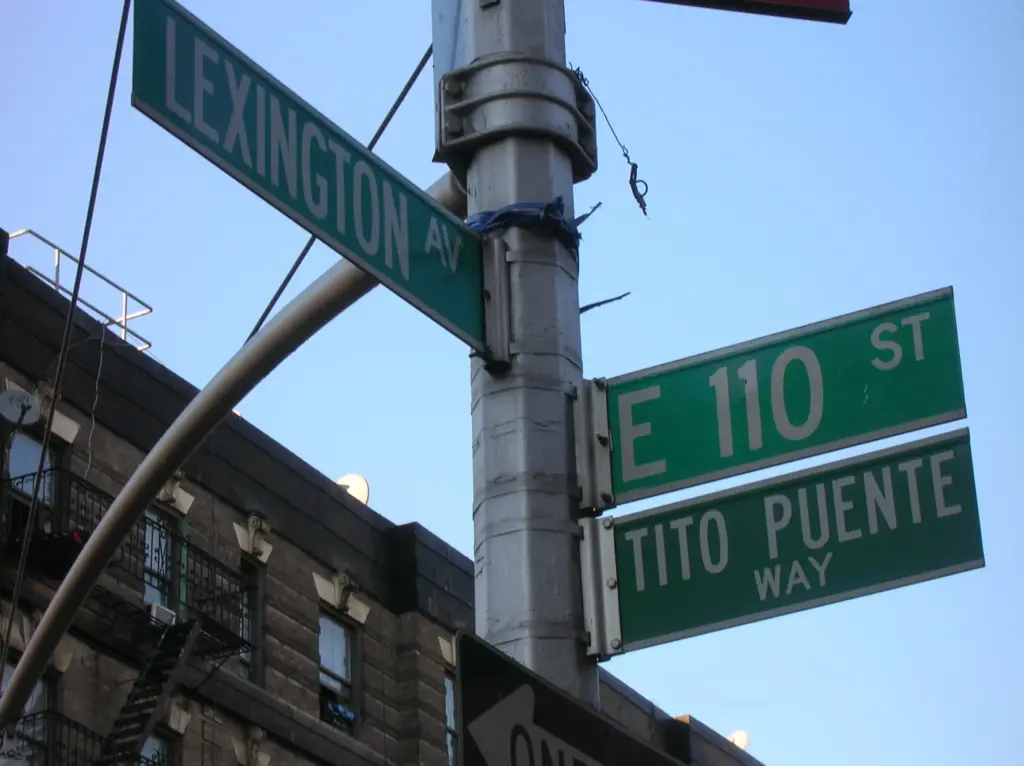 LEXINGTON AV
E 110 ST
TITO PUENTE
WAY